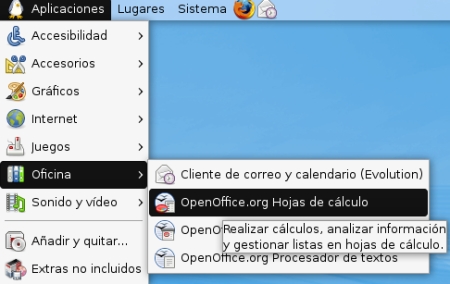 Aplicaciones Lugares Sistema
Accesibilidad
Accesorios
Gráficos
Internet
Juegos
Oficina
Sonido y vídeo
Añadir y quitar...
Extras no incluidos
Cliente de correo y calendario (Evolution)
OpenOffice.org Hojas de cálculo
OpenOffi
Realizar cálculos, analizar información
y gestionar listas en hojas de cálculo.
OpenOffice.org Procesador de textos